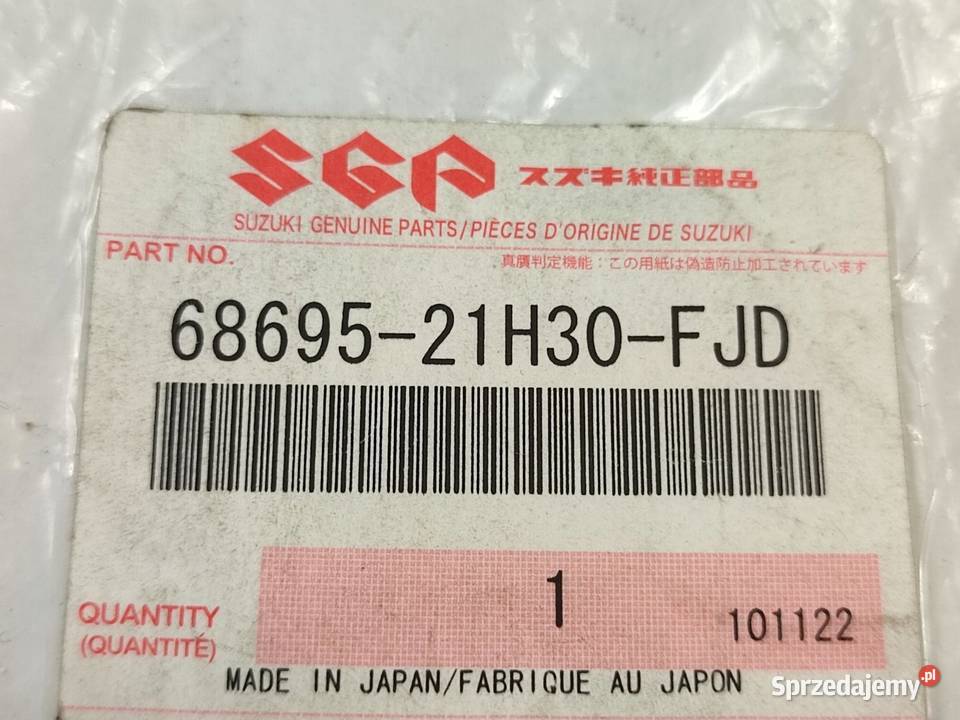 SGP スズキ純正部品
SUZUKI GENUINE PARTS/PIÈCES D'ORIGINE DE SUZUKI
PART NO.
真贋判定機能：この用紙は偽造防止加工されています
68695-21H30-FJD
1
QUANTITY
(QUANTITÉ)
101122
MADE IN JAPAN/FABRIQUE AU JAPON
Sprzedajemy.pl